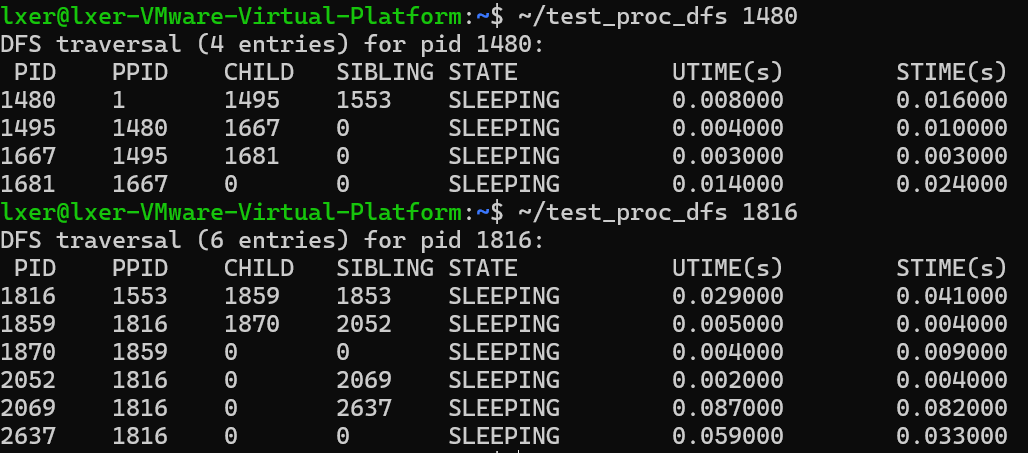 lxer@lxer-VMware-Virtual-Platform:~$ ~/test_proc_dfs 1480
DFS traversal (4 entries) for pid 1480:
 PID    PPID    CHILD   SIBLING STATE           UTIME(s)        STIME(s)
1480    1       1495    1553    SLEEPING        0.008000        0.016000
1495    1480    1667    0       SLEEPING        0.004000        0.010000
1667    1495    1681    0       SLEEPING        0.003000        0.003000
1681    1667    0       0       SLEEPING        0.014000        0.024000
lxer@lxer-VMware-Virtual-Platform:~$ ~/test_proc_dfs 1816
DFS traversal (6 entries) for pid 1816:
 PID    PPID    CHILD   SIBLING STATE           UTIME(s)        STIME(s)
1816    1553    1859    1853    SLEEPING        0.029000        0.041000
1859    1816    1870    2052    SLEEPING        0.005000        0.004000
1870    1859    0       0       SLEEPING        0.004000        0.009000
2052    1816    0       2069    SLEEPING        0.002000        0.004000
2069    1816    0       2637    SLEEPING        0.087000        0.082000
2637    1816    0       0       SLEEPING        0.059000        0.033000